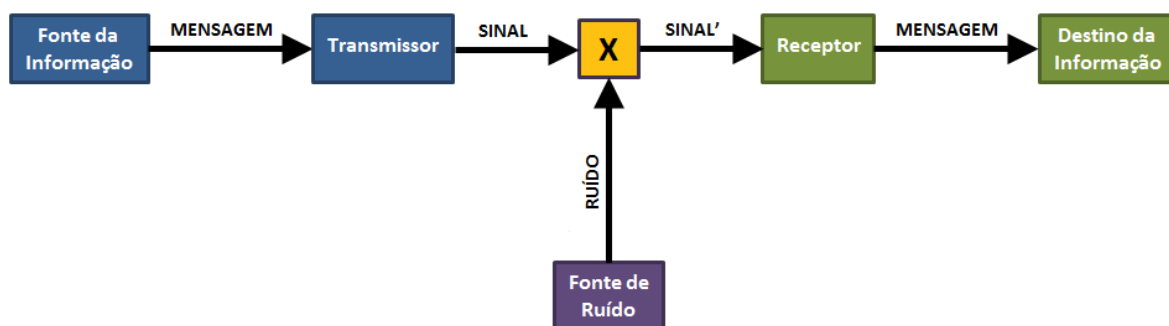 Fonte da
Informação
MENSAGEM
Transmissor
SINAL
X
SINAL’
Receptor
MENSAGEM
Destino da
Informação
RUÍDO
Fonte de
Ruído